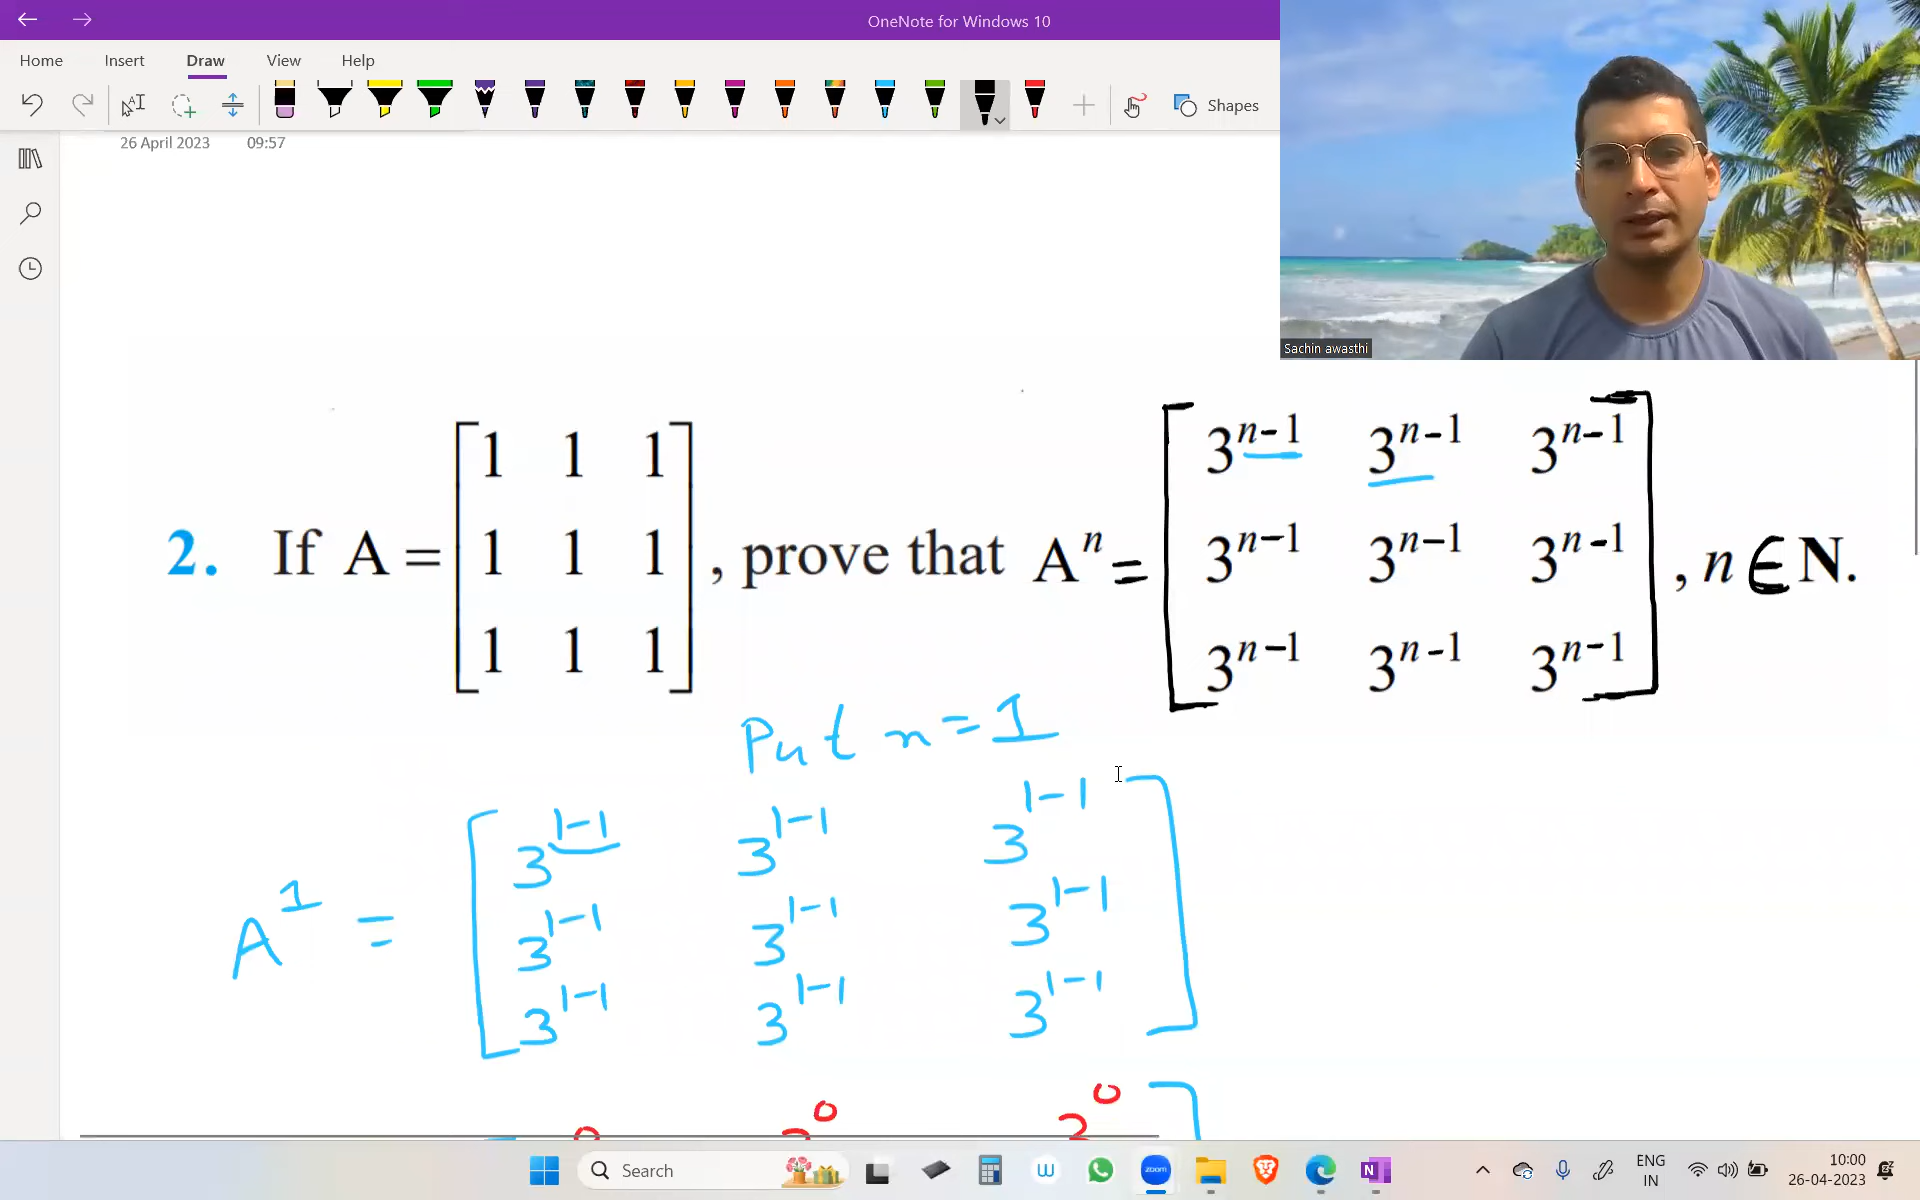 OneNote for Windows 10
Home Insert Draw View Help
Shapes
26 April 2023 09:57
Sachin awasthi
2. If A = [1 1 1
1 1 1
1 1 1], prove that Aⁿ = [3ⁿ⁻¹ 3ⁿ⁻¹ 3ⁿ⁻¹
3ⁿ⁻¹ 3ⁿ⁻¹ 3ⁿ⁻¹
3ⁿ⁻¹ 3ⁿ⁻¹ 3ⁿ⁻¹], n ∈ N.
Put n = 1
A¹ = [3¹⁻¹ 3¹⁻¹ 3¹⁻¹
3¹⁻¹ 3¹⁻¹ 3¹⁻¹
3¹⁻¹ 3¹⁻¹ 3¹⁻¹]
Search
zoom
ENG
IN
10:00
26-04-2023